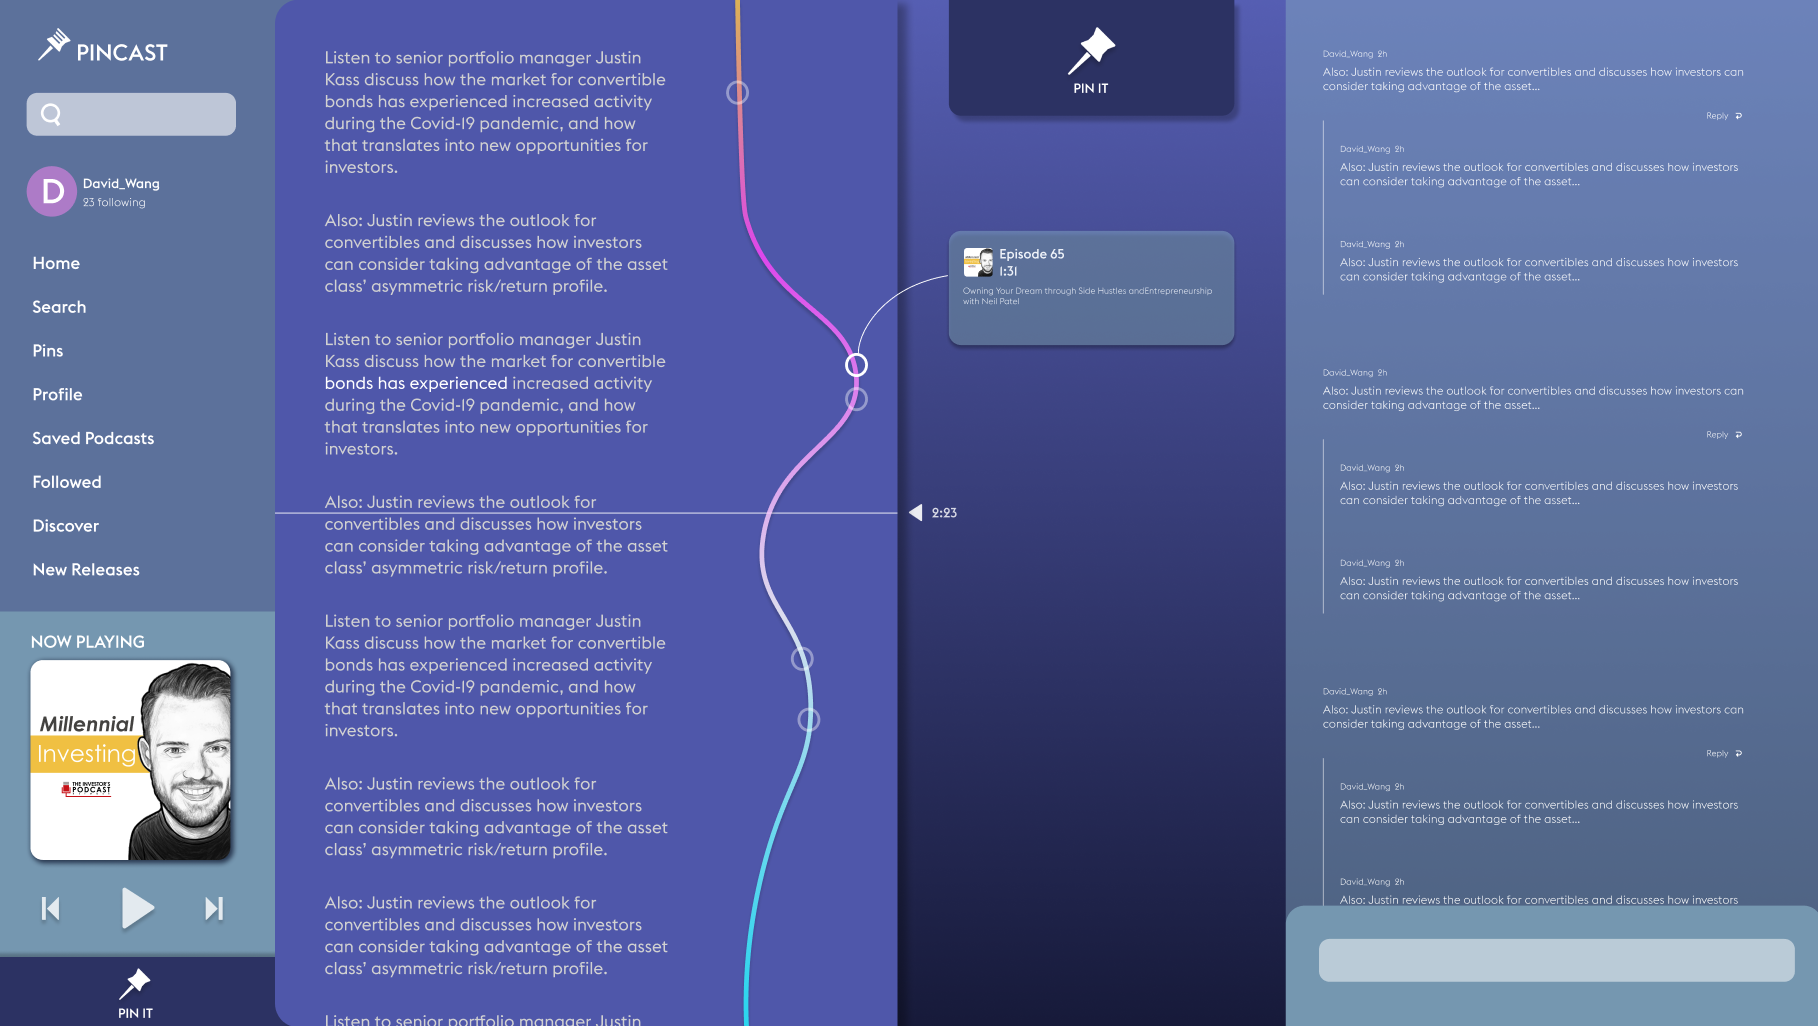 PINCAST
David_Wang
23 following
Home
Search
Pins
Profile
Saved Podcasts
Followed
Discover
New Releases
NOW PLAYING
Millennial
Investing
THE INVESTOR'S
PODCAST
PIN IT
Listen to senior portfolio manager Justin
Kass discuss how the market for convertible
bonds has experienced increased activity
during the Covid-19 pandemic, and how
that translates into new opportunities for
investors.
Also: Justin reviews the outlook for
convertibles and discusses how investors
can consider taking advantage of the asset
class’ asymmetric risk/return profile.
Listen to senior portfolio manager Justin
Kass discuss how the market for convertible
bonds has experienced increased activity
during the Covid-19 pandemic, and how
that translates into new opportunities for
investors.
Also: Justin reviews the outlook for
convertibles and discusses how investors
can consider taking advantage of the asset
class’ asymmetric risk/return profile.
Listen to senior portfolio manager Justin
Kass discuss how the market for convertible
bonds has experienced increased activity
during the Covid-19 pandemic, and how
that translates into new opportunities for
investors.
Also: Justin reviews the outlook for
convertibles and discusses how investors
can consider taking advantage of the asset
class’ asymmetric risk/return profile.
Also: Justin reviews the outlook for
convertibles and discusses how investors
can consider taking advantage of the asset
class’ asymmetric risk/return profile.
Listen to senior portfolio manager Justin
PIN IT
Episode 65
1:31
Owning Your Dream through Side Hustles andEntrepreneurship
with Neil Patel
2:23
David_Wang 2h
Also: Justin reviews the outlook for convertibles and discusses how investors can
consider taking advantage of the asset...
Reply
David_Wang 2h
Also: Justin reviews the outlook for convertibles and discusses how investors
can consider taking advantage of the asset...
David_Wang 2h
Also: Justin reviews the outlook for convertibles and discusses how investors
can consider taking advantage of the asset...
David_Wang 2h
Also: Justin reviews the outlook for convertibles and discusses how investors can
consider taking advantage of the asset...
Reply
David_Wang 2h
Also: Justin reviews the outlook for convertibles and discusses how investors
can consider taking advantage of the asset...
David_Wang 2h
Also: Justin reviews the outlook for convertibles and discusses how investors
can consider taking advantage of the asset...
David_Wang 2h
Also: Justin reviews the outlook for convertibles and discusses how investors can
consider taking advantage of the asset...
Reply
David_Wang 2h
Also: Justin reviews the outlook for convertibles and discusses how investors
can consider taking advantage of the asset...
David_Wang 2h
Also: Justin reviews the outlook for convertibles and discusses how investors